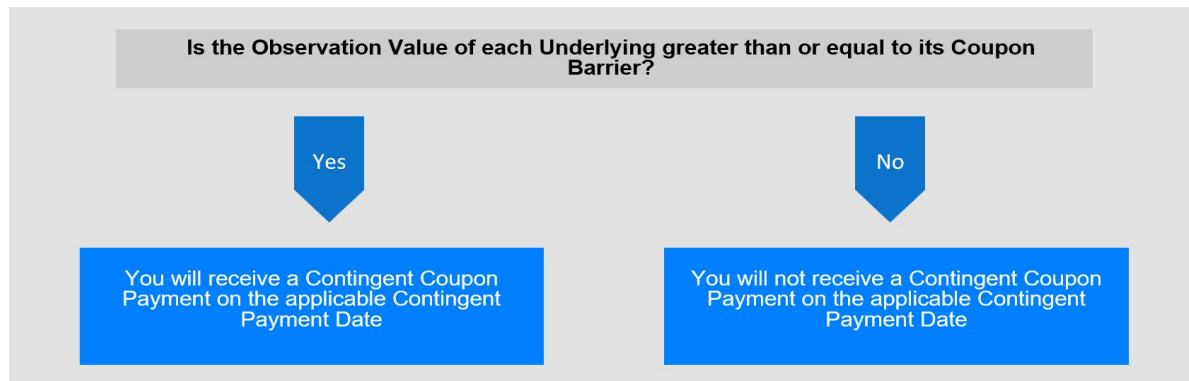 Is the Observation Value of each Underlying greater than or equal to its Coupon
Barrier?
Yes
No
You will receive a Contingent Coupon
Payment on the applicable Contingent
Payment Date
You will not receive a Contingent Coupon
Payment on the applicable Contingent
Payment Date